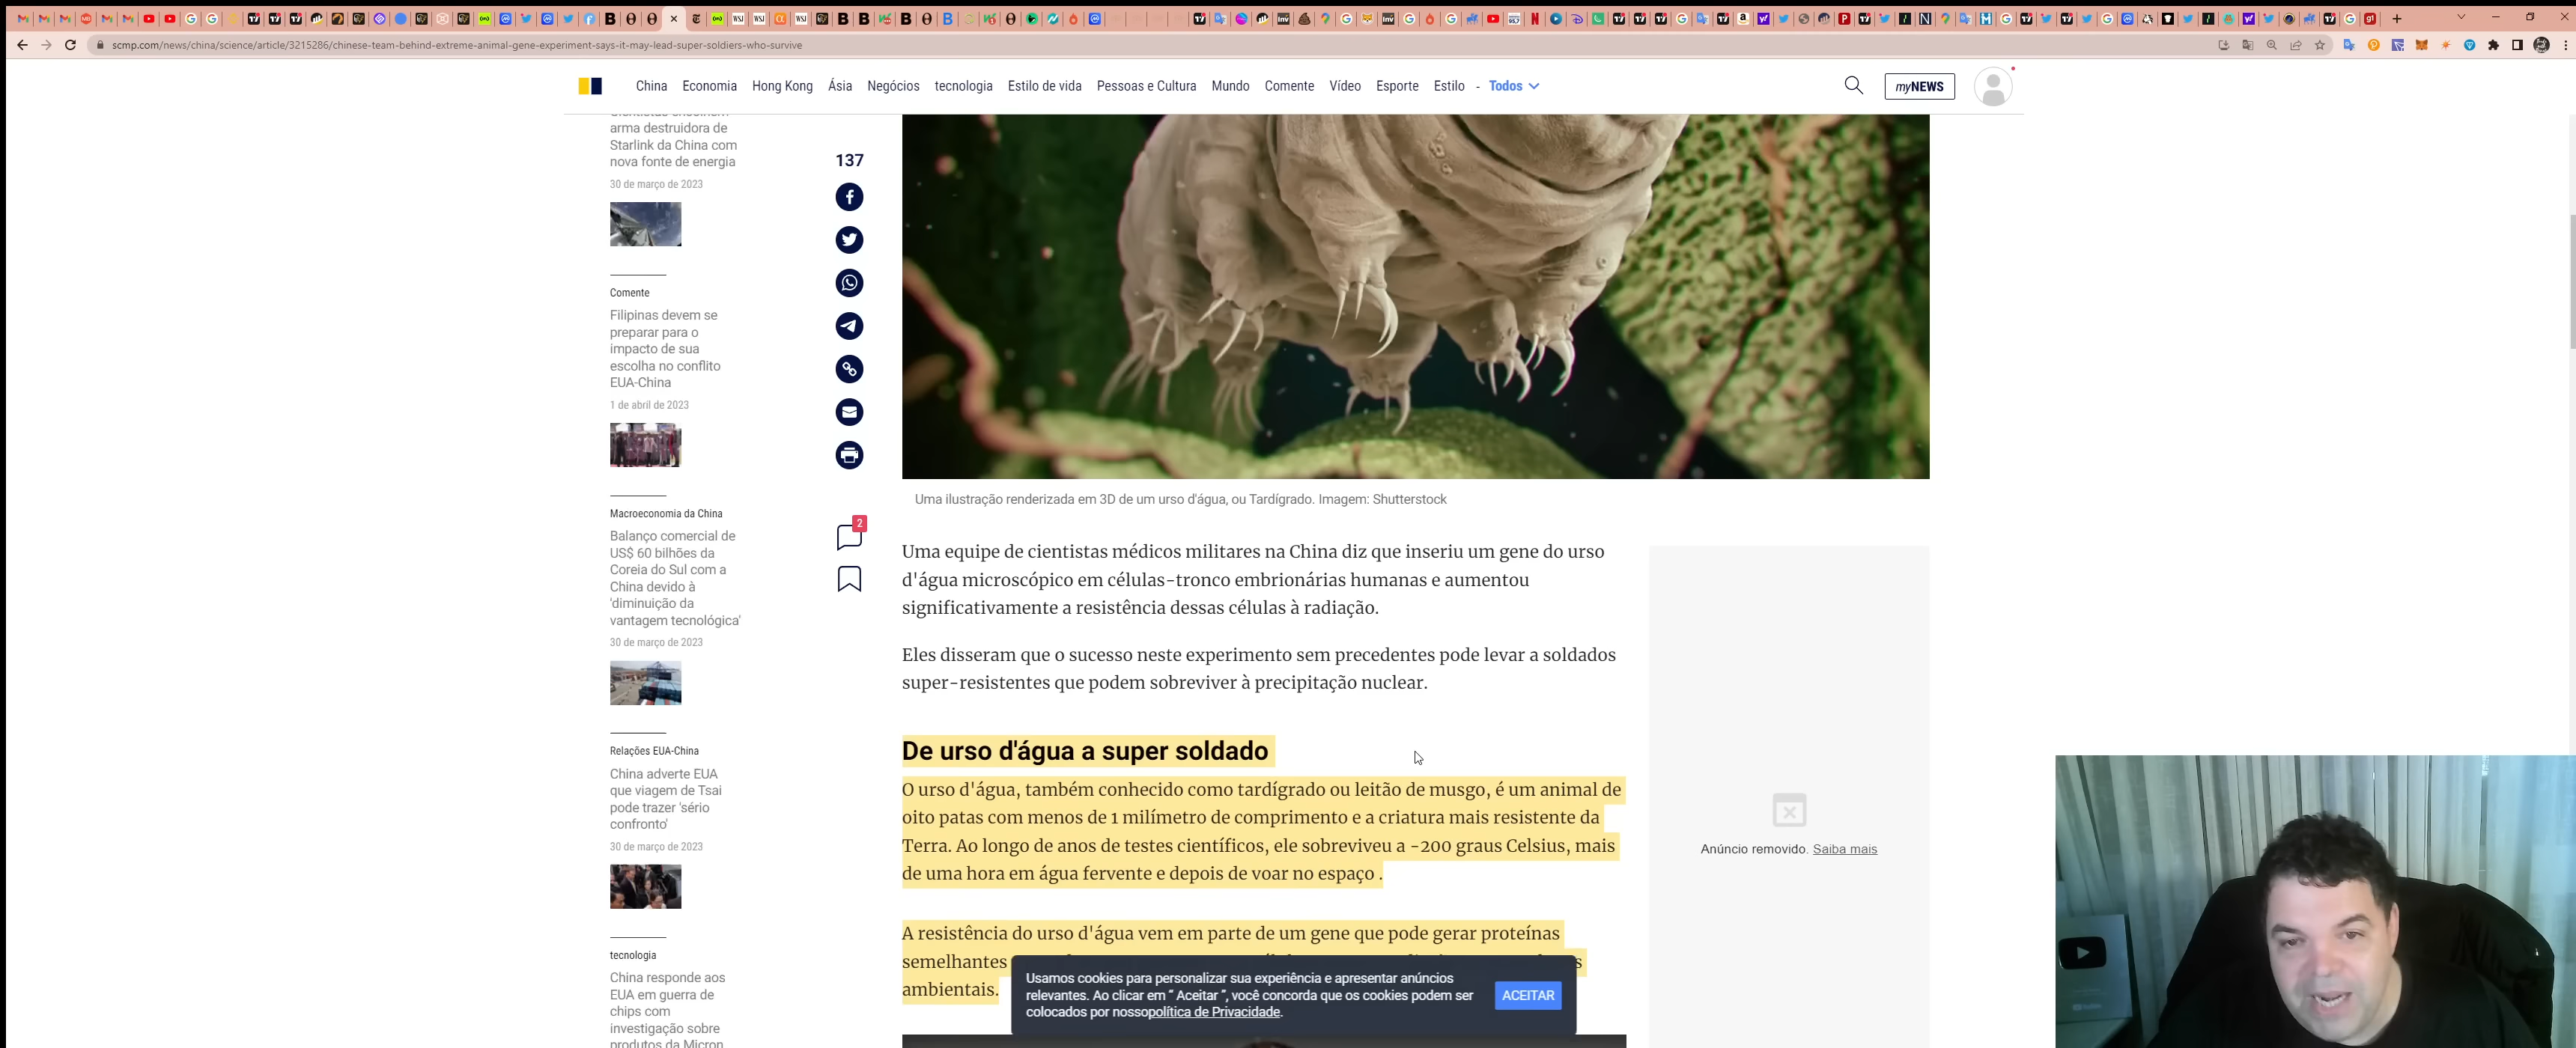 scmp.com/news/china/science/article/3215286/chinese-team-behind-extreme-animal-gene-experiment-says-it-may-lead-super-soldiers-who-survive
China Economia Hong Kong Ásia Negócios tecnologia Estilo de vida Pessoas e Cultura Mundo Comente Vídeo Esporte Estilo - Todos
myNEWS
arma destruidora de
Starlink da China com
nova fonte de energia
30 de março de 2023
Comente
Filipinas devem se
preparar para o
impacto de sua
escolha no conflito
EUA-China
1 de abril de 2023
Macroeconomia da China
Balanço comercial de
US$ 60 bilhões da
Coreia do Sul com a
China devido à
'diminuição da
vantagem tecnológica'
30 de março de 2023
Relações EUA-China
China adverte EUA
que viagem de Tsai
pode trazer 'sério
confronto'
30 de março de 2023
tecnologia
China responde aos
EUA em guerra de
chips com
investigação sobre
produtos da Micron
137
2
Uma ilustração renderizada em 3D de um urso d'água, ou Tardígrado. Imagem: Shutterstock
Uma equipe de cientistas médicos militares na China diz que inseriu um gene do urso
d'água microscópico em células-tronco embrionárias humanas e aumentou
significativamente a resistência dessas células à radiação.
Eles disseram que o sucesso neste experimento sem precedentes pode levar a soldados
super-resistentes que podem sobreviver à precipitação nuclear.
De urso d'água a super soldado
O urso d'água, também conhecido como tardígrado ou leitão de musgo, é um animal de
oito patas com menos de 1 milímetro de comprimento e a criatura mais resistente da
Terra. Ao longo de anos de testes científicos, ele sobreviveu a -200 graus Celsius, mais
de uma hora em água fervente e depois de voar no espaço .
A resistência do urso d'água vem em parte de um gene que pode gerar proteínas
semelhantes
ambientais.
Usamos cookies para personalizar sua experiência e apresentar anúncios
relevantes. Ao clicar em “ Aceitar ”, você concorda que os cookies podem ser
colocados por nossopolítica de Privacidade.
ACEITAR
Anúncio removido. Saiba mais